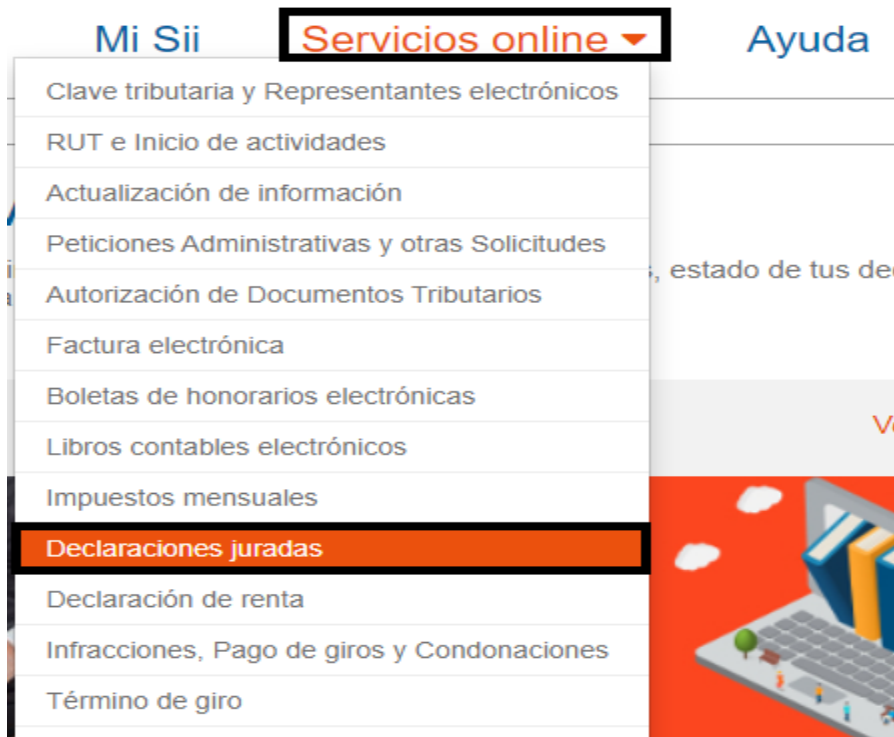 Mi Sii Servicios online Ayuda
Clave tributaria y Representantes electrónicos
RUT e Inicio de actividades
Actualización de información
Peticiones Administrativas y otras Solicitudes
, estado de tus de
Autorización de Documentos Tributarios
Factura electrónica
Boletas de honorarios electrónicas
Libros contables electrónicos
Impuestos mensuales
Declaraciones juradas
Declaración de renta
Infracciones, Pago de giros y Condonaciones
Término de giro